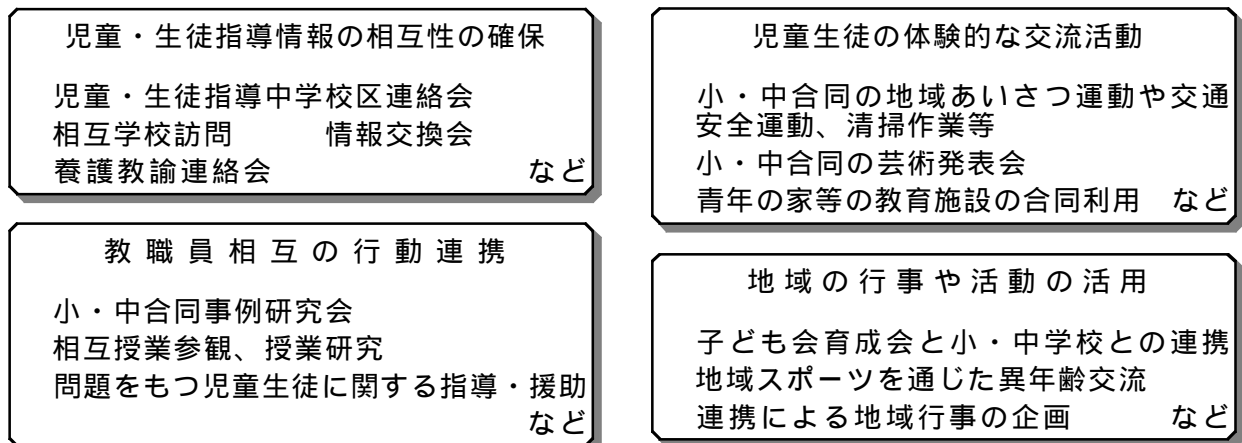 児童・生徒指導情報の相互性の確保
児童・生徒指導中学校区連絡会
相互学校訪問　　　情報交換会
養護教諭連絡会　　　　　　　など
教職員相互の行動連携
小・中合同事例研究会
相互授業参観、授業研究
問題をもつ児童生徒に関する指導・援助
など
児童生徒の体験的な交流活動
小・中合同の地域あいさつ運動や交通
安全運動、清掃作業等
小・中合同の芸術発表会
青年の家等の教育施設の合同利用　など
地域の行事や活動の活用
子ども会育成会と小・中学校との連携
地域スポーツを通じた異年齢交流
連携による地域行事の企画　　　など